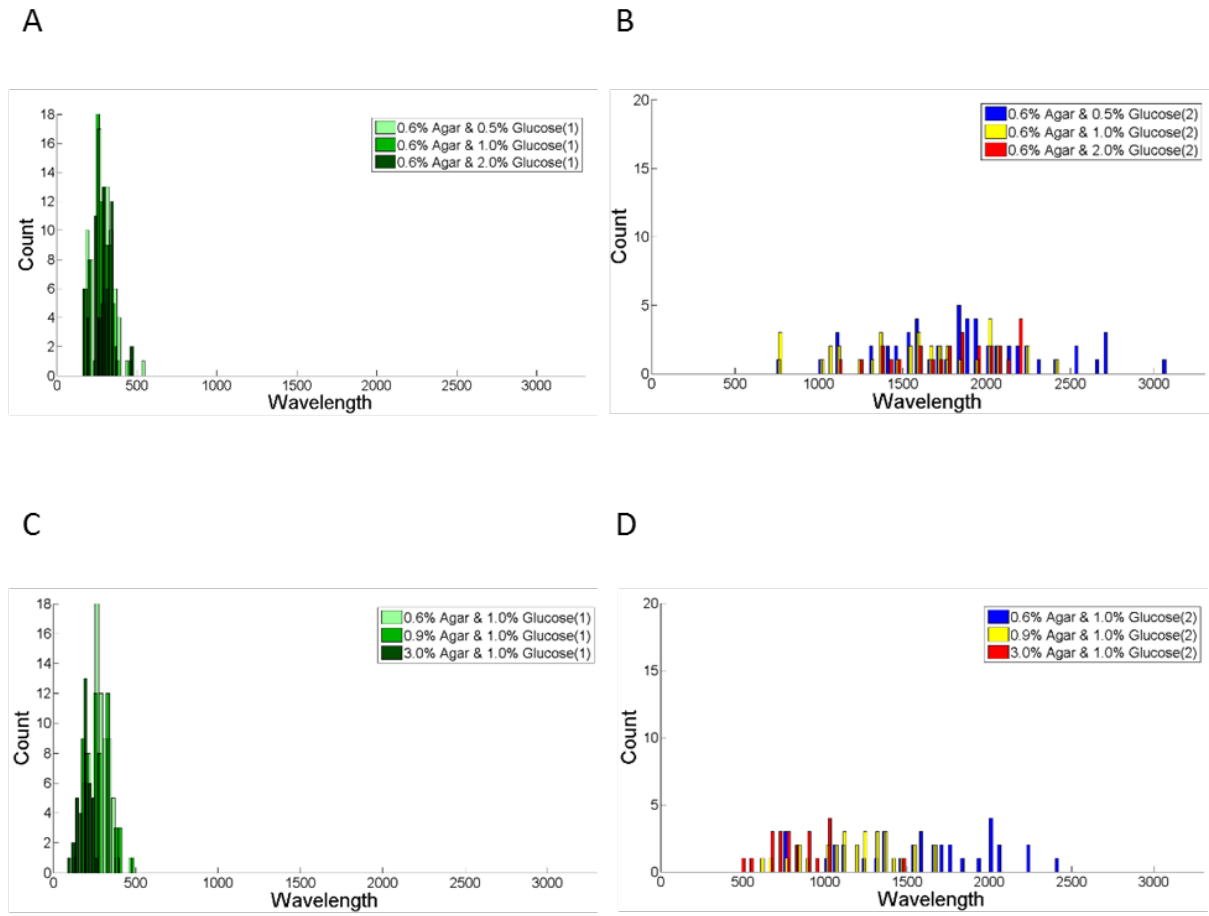 A
B
18
16
14
12
10
8
6
4
2
0
Count
0 500 1000 1500 2000 2500 3000
Wavelength
0.6% Agar & 0.5% Glucose(1)
0.6% Agar & 1.0% Glucose(1)
0.6% Agar & 2.0% Glucose(1)
20
15
10
5
0
Count
0 500 1000 1500 2000 2500 3000
Wavelength
0.6% Agar & 0.5% Glucose(2)
0.6% Agar & 1.0% Glucose(2)
0.6% Agar & 2.0% Glucose(2)
C
D
18
16
14
12
10
8
6
4
2
0
Count
0 500 1000 1500 2000 2500 3000
Wavelength
0.6% Agar & 1.0% Glucose(1)
0.9% Agar & 1.0% Glucose(1)
3.0% Agar & 1.0% Glucose(1)
20
15
10
5
0
Count
0 500 1000 1500 2000 2500 3000
Wavelength
0.6% Agar & 1.0% Glucose(2)
0.9% Agar & 1.0% Glucose(2)
3.0% Agar & 1.0% Glucose(2)